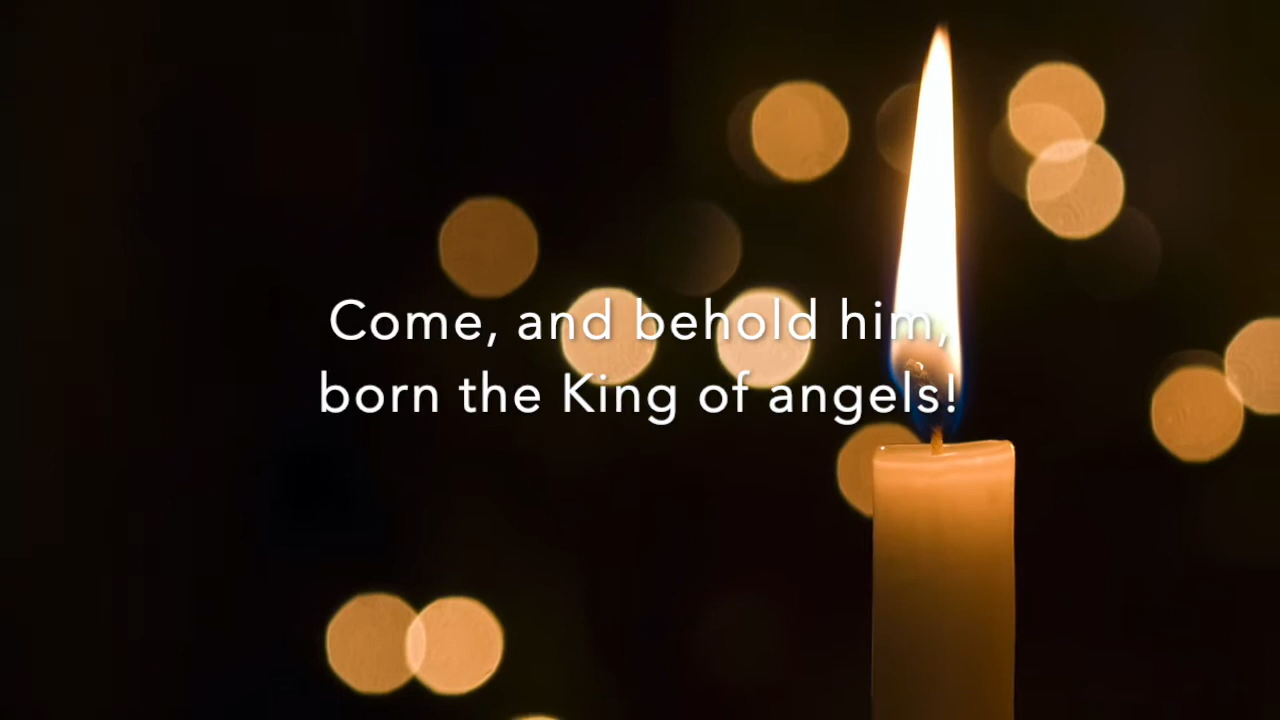 Come, and behold him,
born the King of angels!